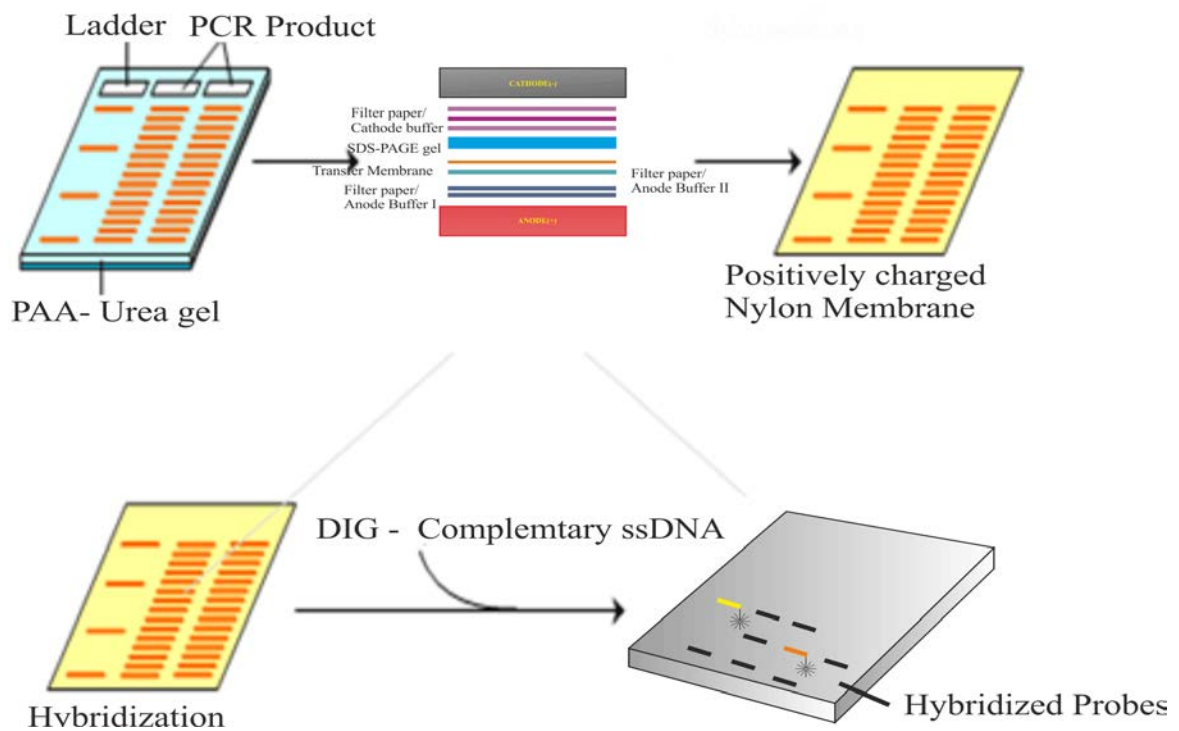 Ladder PCR Product
CATHODE(-)
Filter paper/
Cathode buffer
SDS-PAGE gel
Transfer Membrane
Filter paper/
Anode Buffer I
Filter paper/
Anode Buffer II
ANODE(+)
PAA- Urea gel
Positively charged
Nylon Membrane
DIG - Complemtary ssDNA
Hybridization
Hybridized Probes